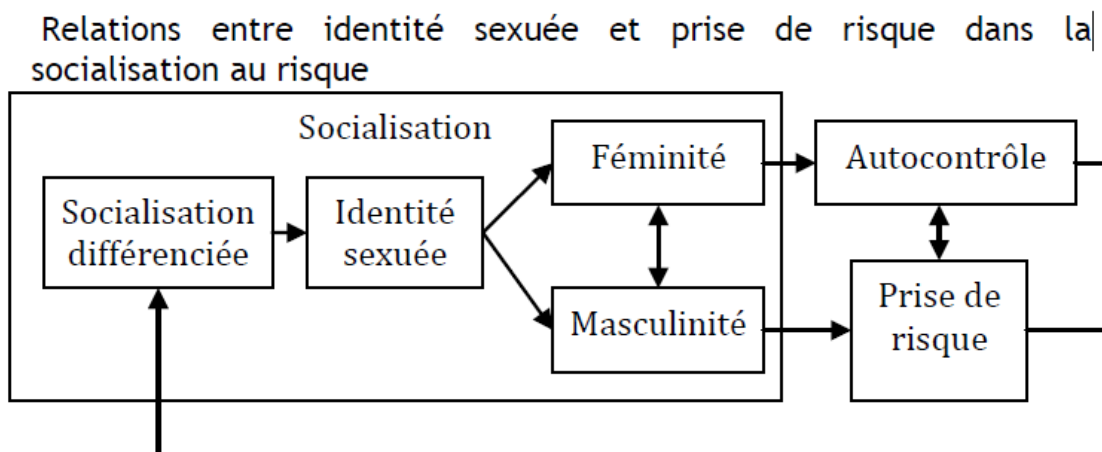 Relations entre identité sexuée et prise de risque dans la
socialisation au risque
Socialisation
Féminité
Autocontrôle
Socialisation
différenciée
Identité
sexuée
Masculinité
Prise de
risque